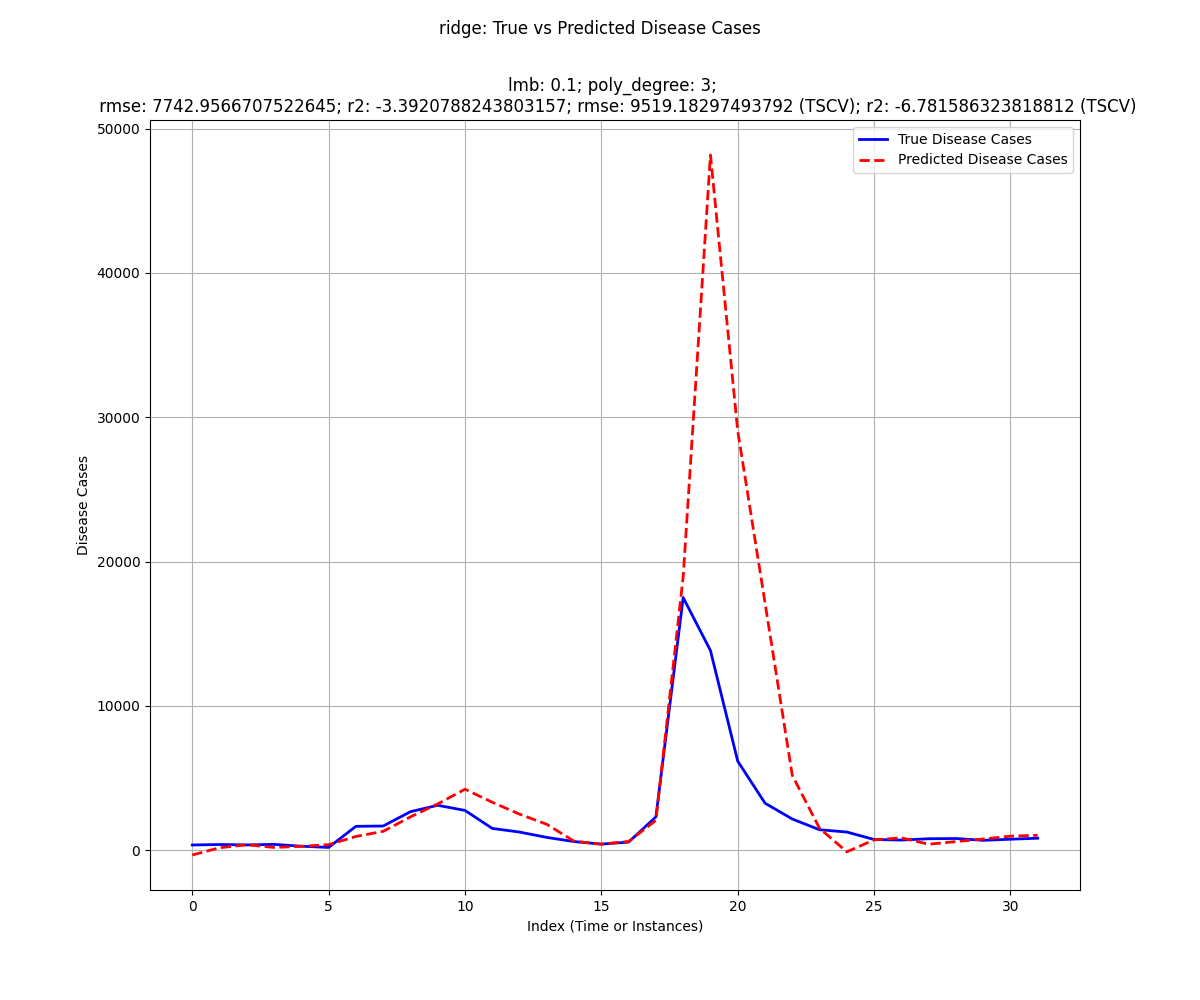 ridge: True vs Predicted Disease Cases
lmb: 0.1; poly_degree: 3;
rmse: 7742.9566707522645; r2: -3.3920788243803157; rmse: 9519.18297493792 (TSCV); r2: -6.781586323818812 (TSCV)
50000
40000
30000
20000
10000
0
Disease Cases
True Disease Cases
Predicted Disease Cases
0 5 10 15 20 25 30
Index (Time or Instances)